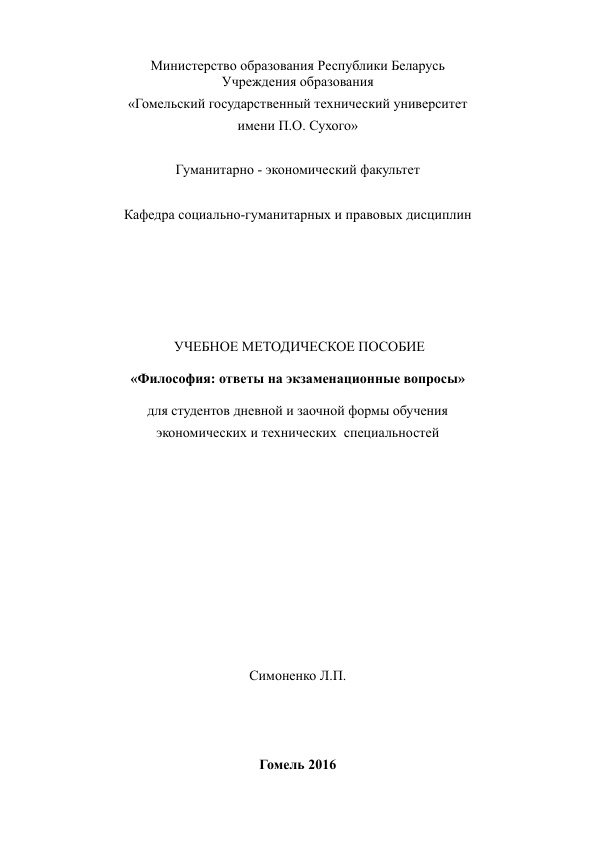 Министерство образования Республики Беларусь
Учреждения образования
«Гомельский государственный технический университет
имени П.О. Сухого»
Гуманитарно - экономический факультет
Кафедра социально-гуманитарных и правовых дисциплин
УЧЕБНОЕ МЕТОДИЧЕСКОЕ ПОСОБИЕ
«Философия: ответы на экзаменационные вопросы»
для студентов дневной и заочной формы обучения
экономических и технических специальностей
Симоненко Л.П.
Гомель 2016